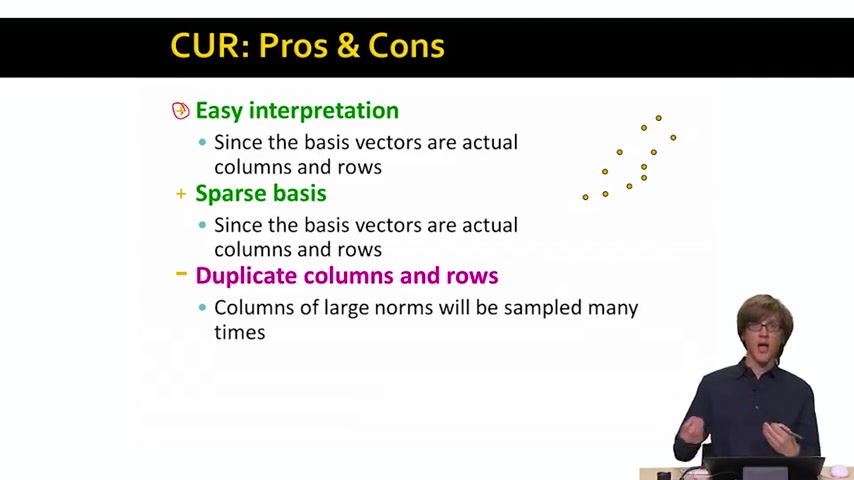 CUR: Pros & Cons
+ Easy interpretation
• Since the basis vectors are actual
columns and rows
+ Sparse basis
• Since the basis vectors are actual
columns and rows
- Duplicate columns and rows
• Columns of large norms will be sampled many
times